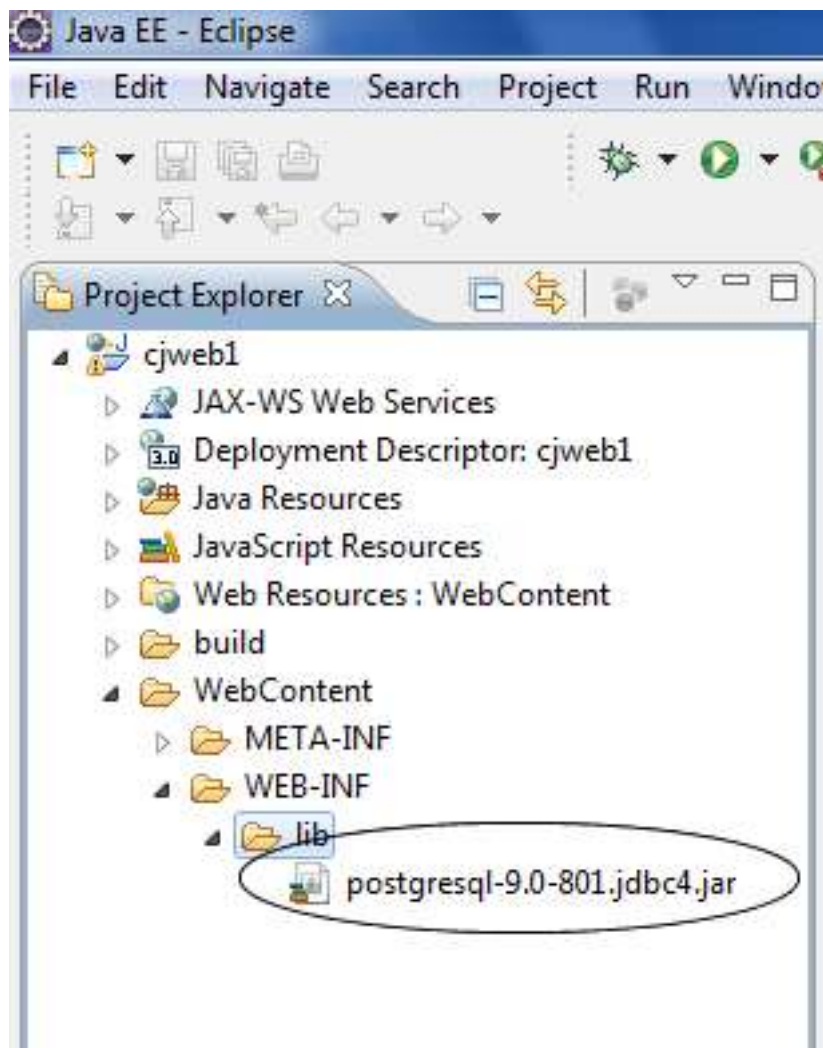 Java EE - Eclipse
File Edit Navigate Search Project Run Windo
Project Explorer
cjweb1
JAX-WS Web Services
3.0 Deployment Descriptor: cjweb1
Java Resources
JavaScript Resources
Web Resources : WebContent
build
WebContent
META-INF
WEB-INF
lib
postgresql-9.0-801.jdbc4.jar